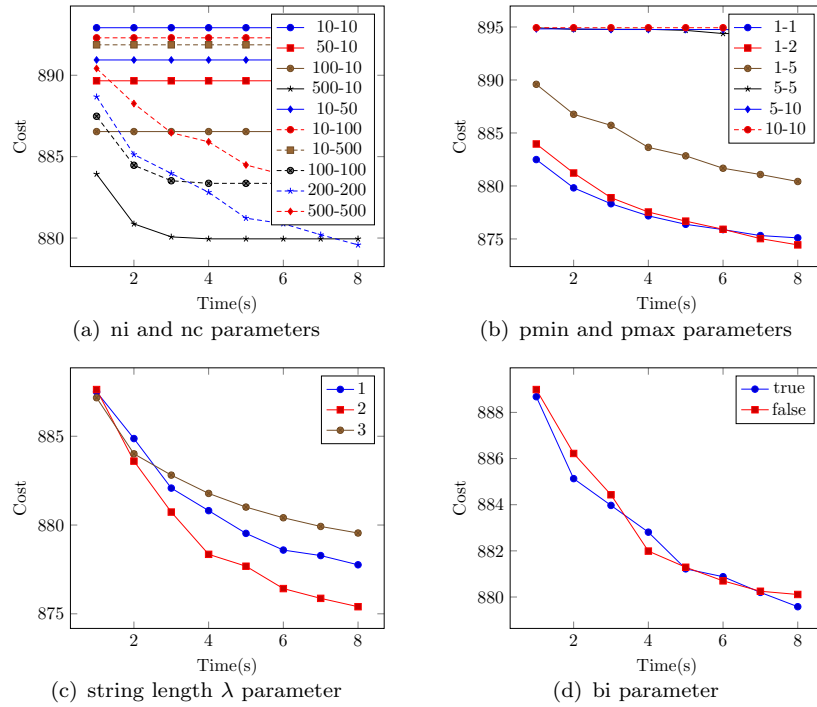 890
885
880
2 4 6 8
Cost
Time(s)
10-10
50-10
100-10
500-10
10-50
10-100
10-500
100-100
200-200
500-500
(a) ni and nc parameters
895
890
885
880
875
2 4 6 8
Cost
Time(s)
1-1
1-2
1-5
5-5
5-10
10-10
(b) pmin and pmax parameters
885
880
875
2 4 6 8
Cost
Time(s)
1
2
3
(c) string length λ parameter
888
886
884
882
880
2 4 6 8
Cost
Time(s)
true
false
(d) bi parameter